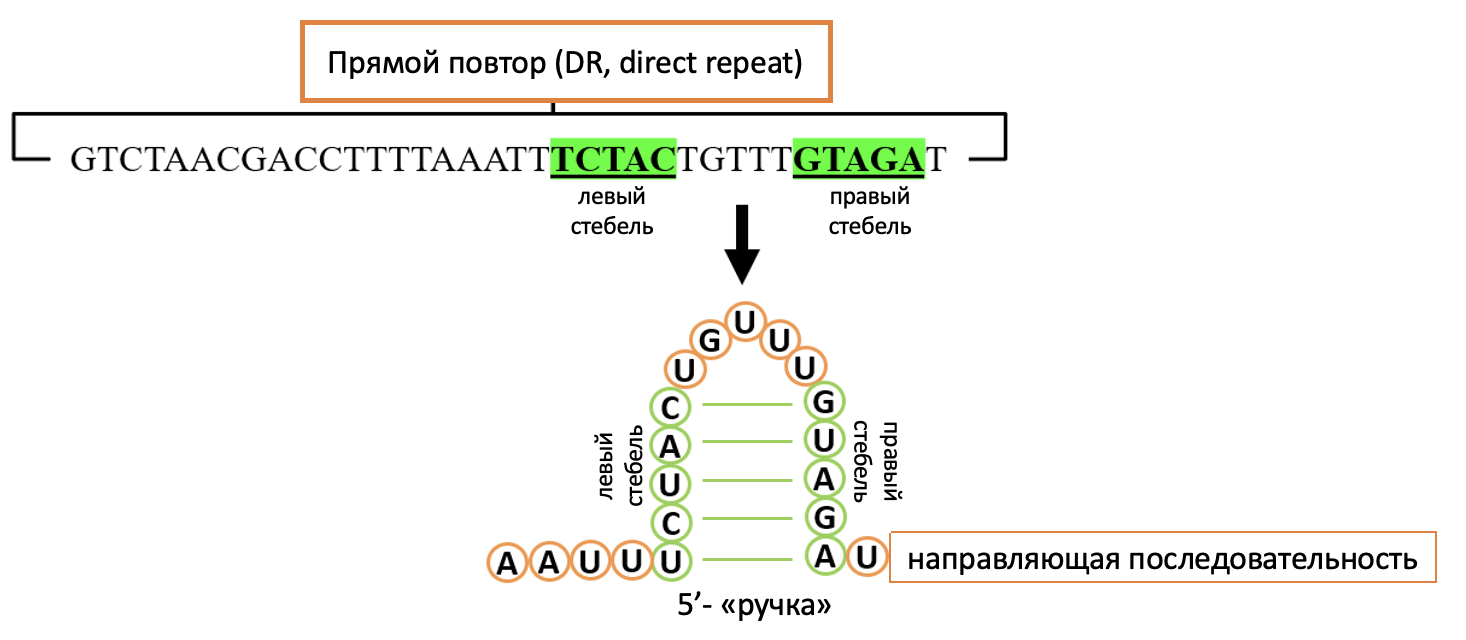 Прямой повтор (DR, direct repeat)
GTCTAACGACCTTTTAAATTTCTACTGTTTGTAGAT
левый
стебель
правый
стебель
U
G
U
U
U
C
A
U
C
U
G
U
A
G
A
левый
стебель
правый
стебель
A A U U
U
направляющая последовательность
5′- «ручка»